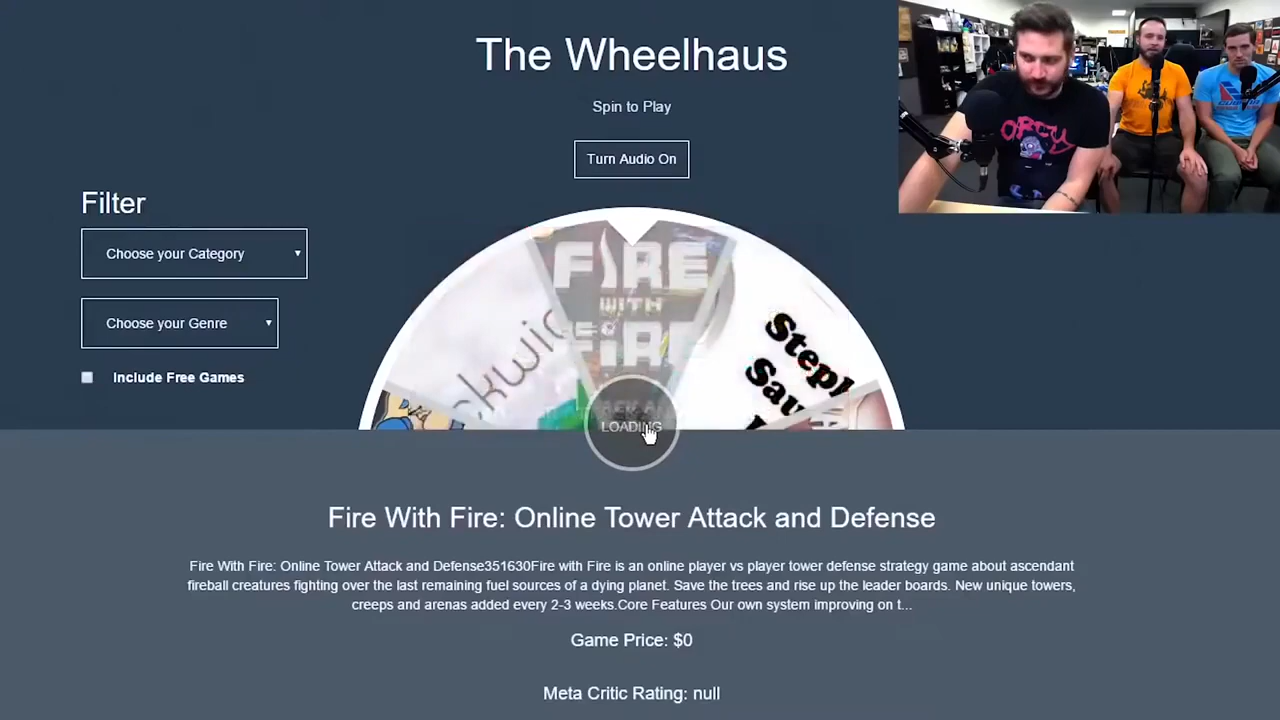 The Wheelhaus
Spin to Play
Turn Audio On
Filter
Choose your Category
Choose your Genre
Include Free Games
FIRE
WITH
FIRE
LOADING
Fire With Fire: Online Tower Attack and Defense
Fire With Fire: Online Tower Attack and Defense351630Fire with Fire is an online player vs player tower defense strategy game about ascendant
fireball creatures fighting over the last remaining fuel sources of a dying planet. Save the trees and rise up the leader boards. New unique towers,
creeps and arenas added every 2-3 weeks.Core Features Our own system improving on t...
Game Price: $0
Meta Critic Rating: null